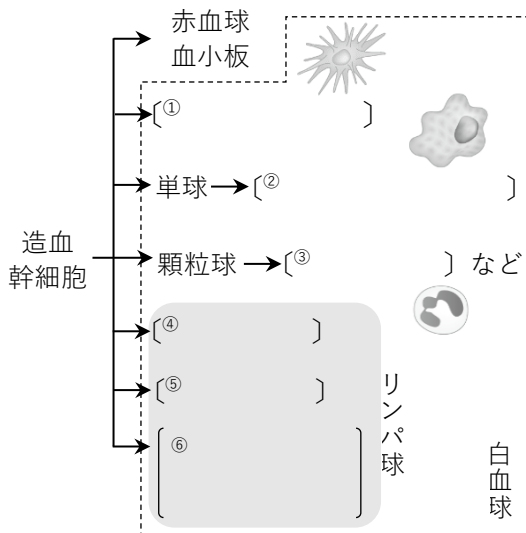 赤血球
血小板
〔① 〕
単球
〔② 〕
造血
幹細胞
顆粒球
〔③ 〕など
〔④ 〕
〔⑤ 〕
〔⑥ 〕
リンパ球
白血球